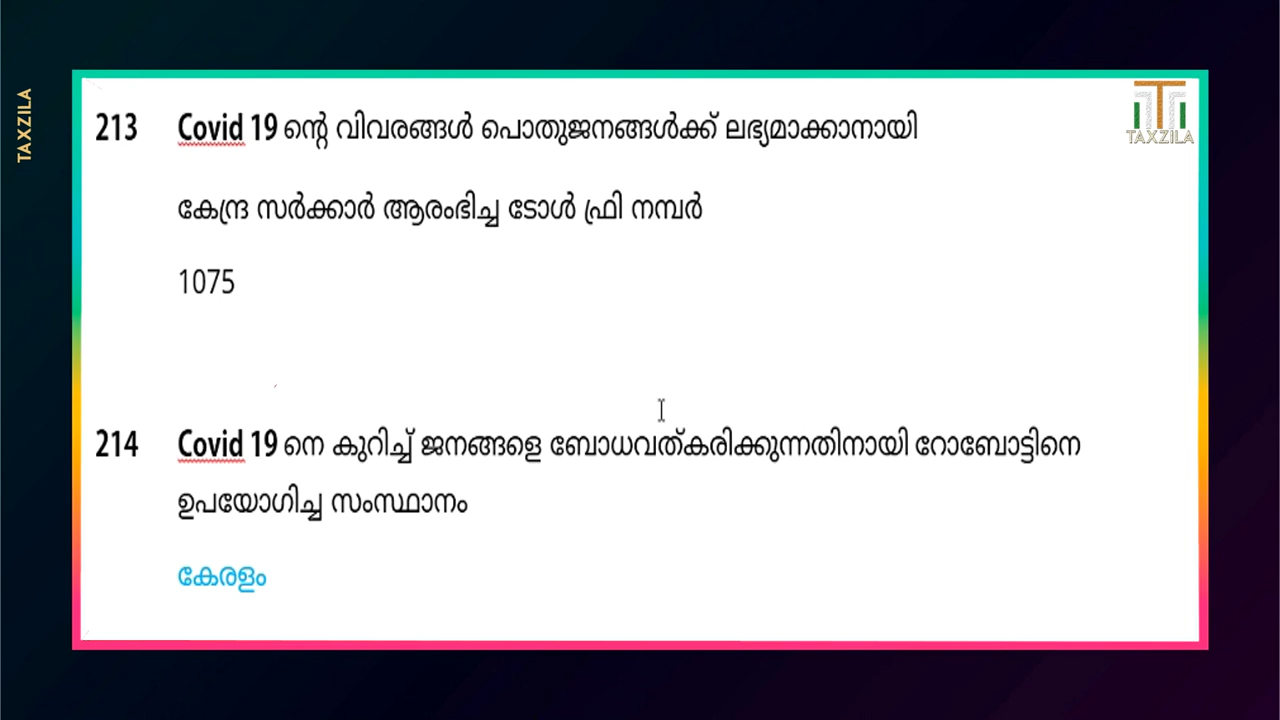 TAXZILA
TAXZILA
213 Covid 19 ന്റെ വിവരങ്ങൾ പൊതുജനങ്ങൾക്ക് ലഭ്യമാക്കാനായി
കേന്ദ്ര സർക്കാർ ആരംഭിച്ച ടോൾ ഫ്രി നമ്പർ
1075
214 Covid 19 നെ കുറിച്ച് ജനങ്ങളെ ബോധവത്കരിക്കുന്നതിനായി റോബോട്ടിനെ
ഉപയോഗിച്ച സംസ്ഥാനം
കേരളം